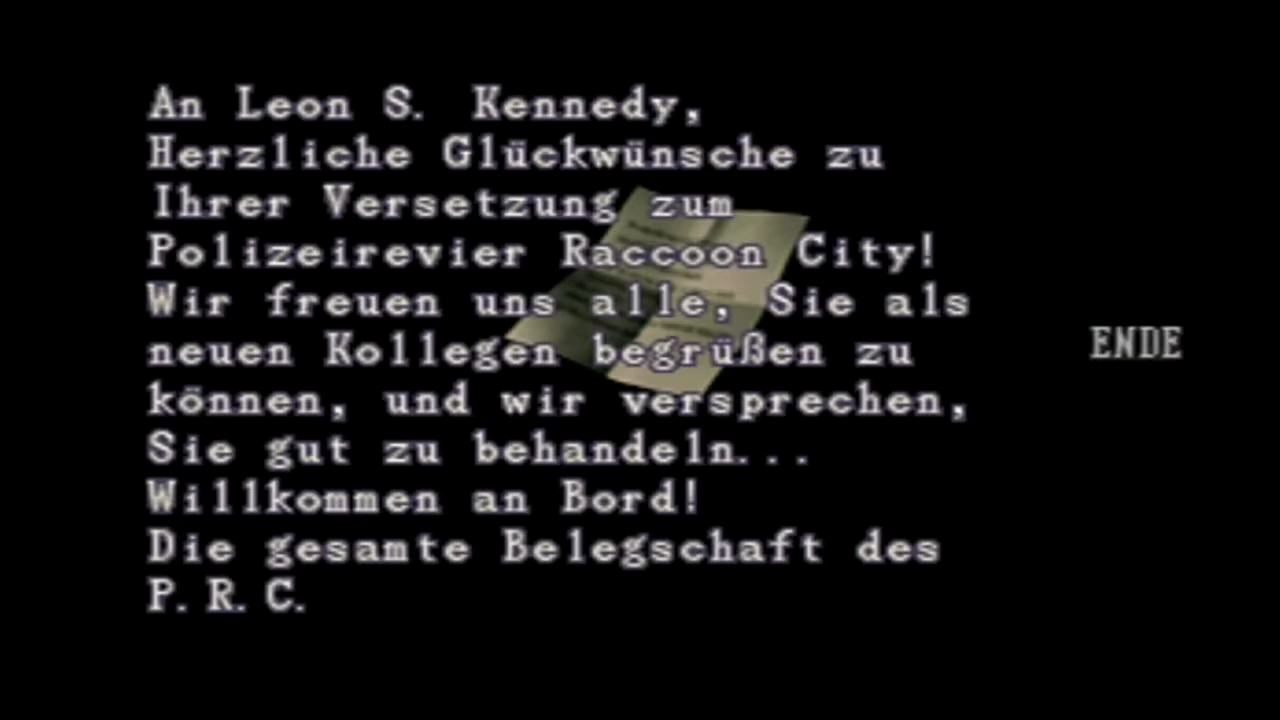 An Leon S. Kennedy,
Herzliche Glückwünsche zu
Ihrer Versetzung zum
Polizeirevier Raccoon City!
Wir freuen uns alle, Sie als
neuen Kollegen begrüßen zu
können, und wir versprechen,
Sie gut zu behandeln...
Willkommen an Bord!
Die gesamte Belegschaft des
P.R.C.
ENDE